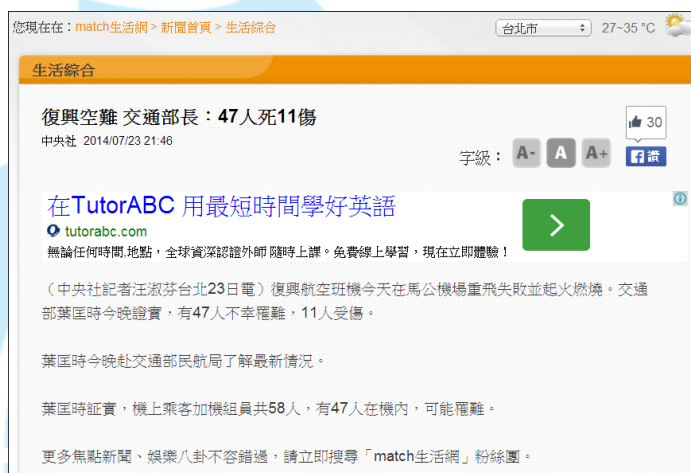 您現在在：match生活網 > 新聞首頁 > 生活綜合
台北市
27~35 °C
生活綜合
復興空難 交通部長：47人死11傷
中央社 2014/07/23 21:46
字級：
A- A A+
30
f 讚
在TutorABC 用最短時間學好英語
tutorabc.com
無論任何時間,地點，全球資深認證外師 隨時上課。免費線上學習，現在立即體驗！
（中央社記者汪淑芬台北23日電）復興航空班機今天在馬公機場重飛失敗並起火燃燒。交通
部葉匡時今晚證實，有47人不幸罹難，11人受傷。
葉匡時今晚赴交通部民航局了解最新情況。
葉匡時証實，機上乘客加機組員共58人，有47人在機內，可能罹難。
更多焦點新聞、娛樂八卦不容錯過，請立即搜尋「match生活網」粉絲團。